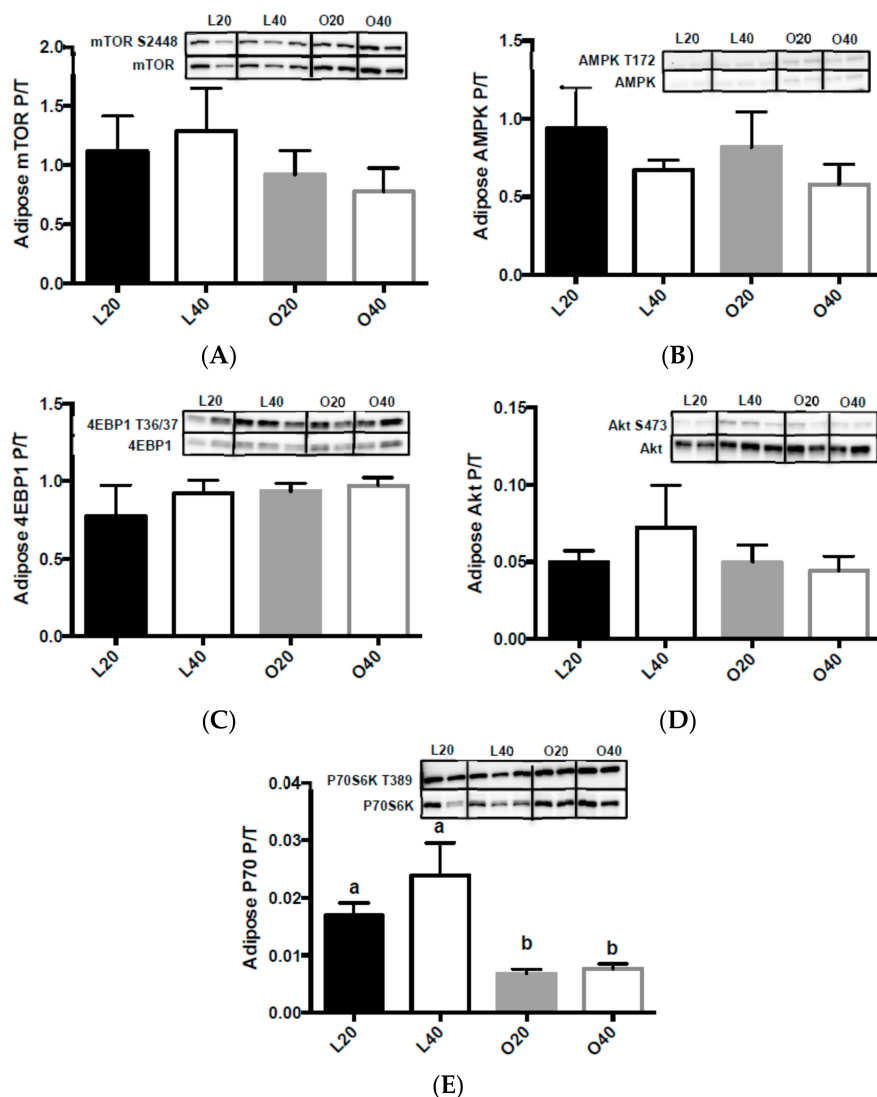 L20 L40 O20 O40
mTOR S2448
mTOR
Adipose mTOR P/T
2.0
1.5
1.0
0.5
0.0
L20 L40 O20 O40
(A)
L20 L40 O20 O40
AMPK T172
AMPK
Adipose AMPK P/T
1.5
1.0
0.5
0.0
L20 L40 O20 O40
(B)
L20 L40 O20 O40
4EBP1 T36/37
4EBP1
Adipose 4EBP1 P/T
1.5
1.0
0.5
0.0
L20 L40 O20 O40
(C)
L20 L40 O20 O40
Akt S473
Akt
Adipose Akt P/T
0.15
0.10
0.05
0.00
L20 L40 O20 O40
(D)
L20 L40 O20 O40
P70S6K T389
P70S6K
Adipose P70 P/T
0.04
0.03
0.02
0.01
0.00
a a b b
L20 L40 O20 O40
(E)